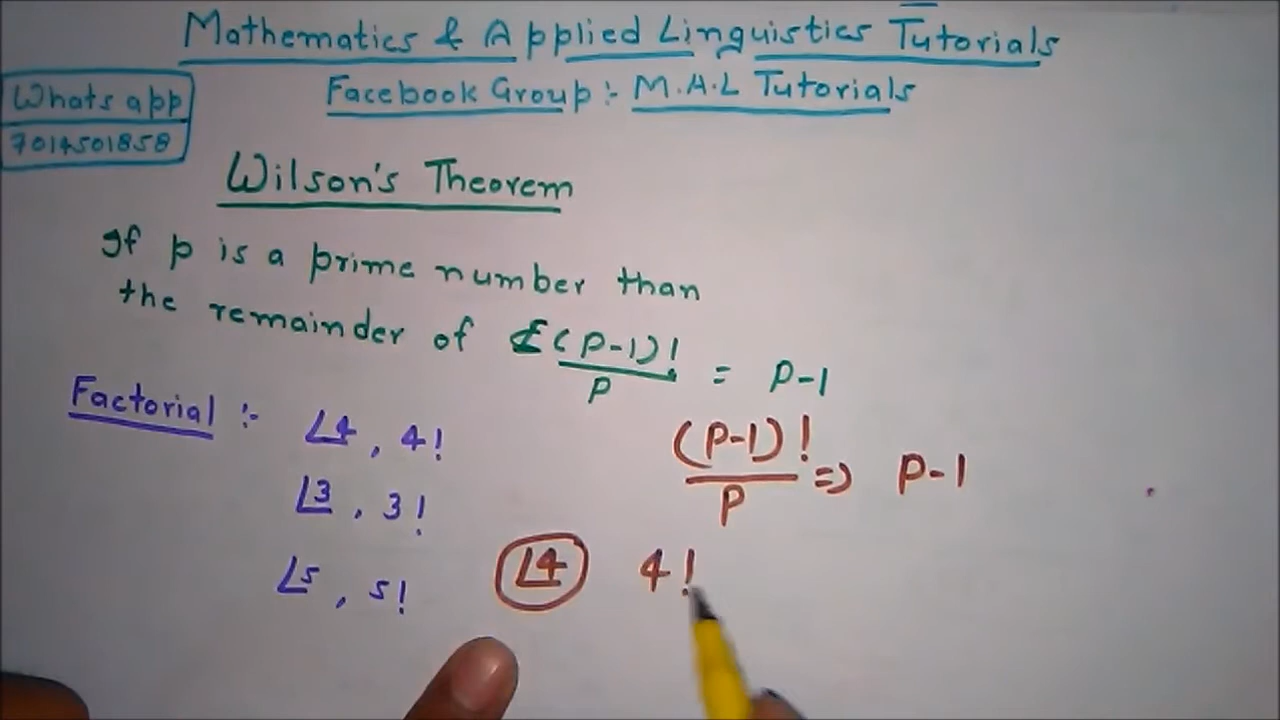 Mathematics & Applied Linguistics Tutorials
Facebook Group :- M.A.L Tutorials
Whats app
7014501858
Wilson's Theorem
If p is a prime number than
the remainder of (P-1)!/P = P-1
Factorial :- ∠4 , 4!
(P-1)!/P => P-1
∠3 , 3!
∠5 , 5!
∠4 4!